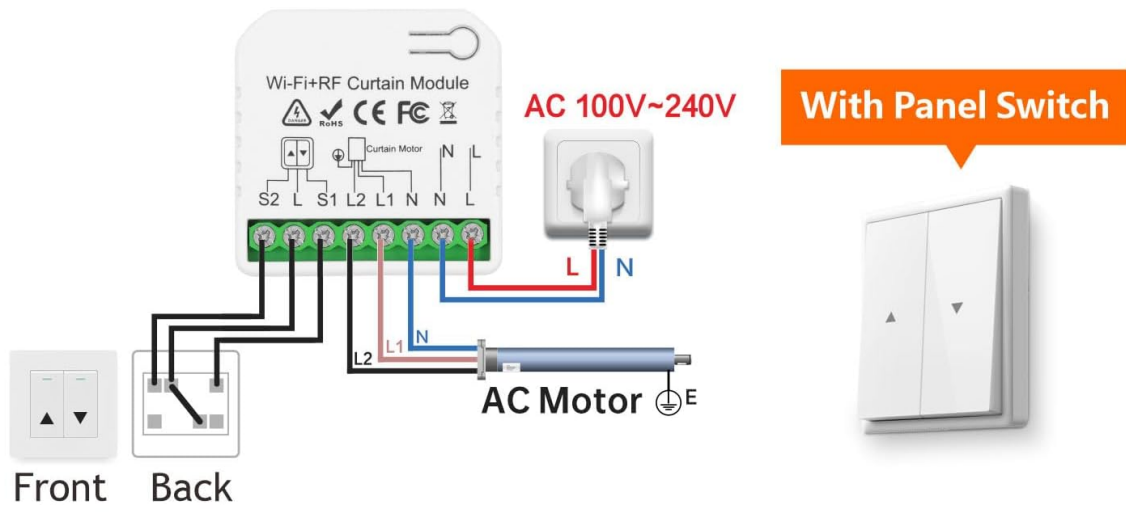 Wi-Fi+RF Curtain Module
DANGER RoHS CE FC
Curtain Motor N L
S2 L S1 L2 L1 N N L
AC 100V~240V
L N
With Panel Switch
N
L1
L2
AC Motor E
Front Back